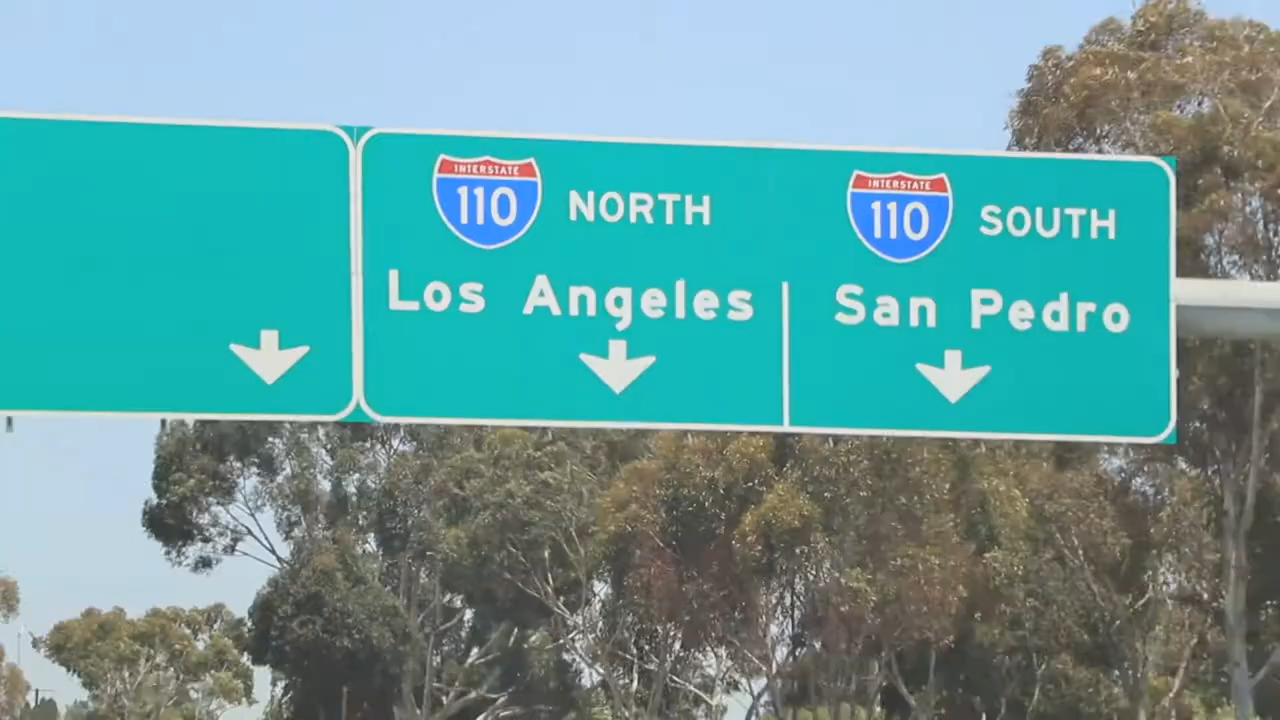 INTERSTATE
110 NORTH
Los Angeles
INTERSTATE
110 SOUTH
San Pedro